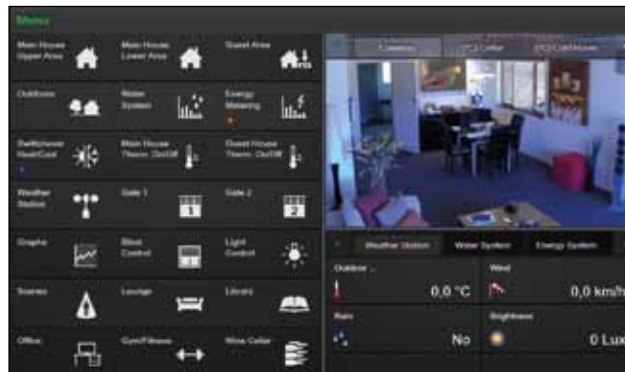 Menu
Main House
Upper Area
Main House
Lower Area
Guest Area
Outdoors
Water
System
Energy
Metering
Switchover
Heat/Cool
Main House
Therm. On/Off
Guest House
Therm. On/Off
Weather
Station
Gate 1
1
Gate 2
2
Graphs
Blind
Control
Light
Control
Scenes
Lounge
Library
Office
Gym/Fitness
Wine Cellar
Cameras
Weather Station
Water System
Energy System
Outdoor ...
0,0 °C
Wind
0,0 km/h
Rain
No
Brightness
0 Lux